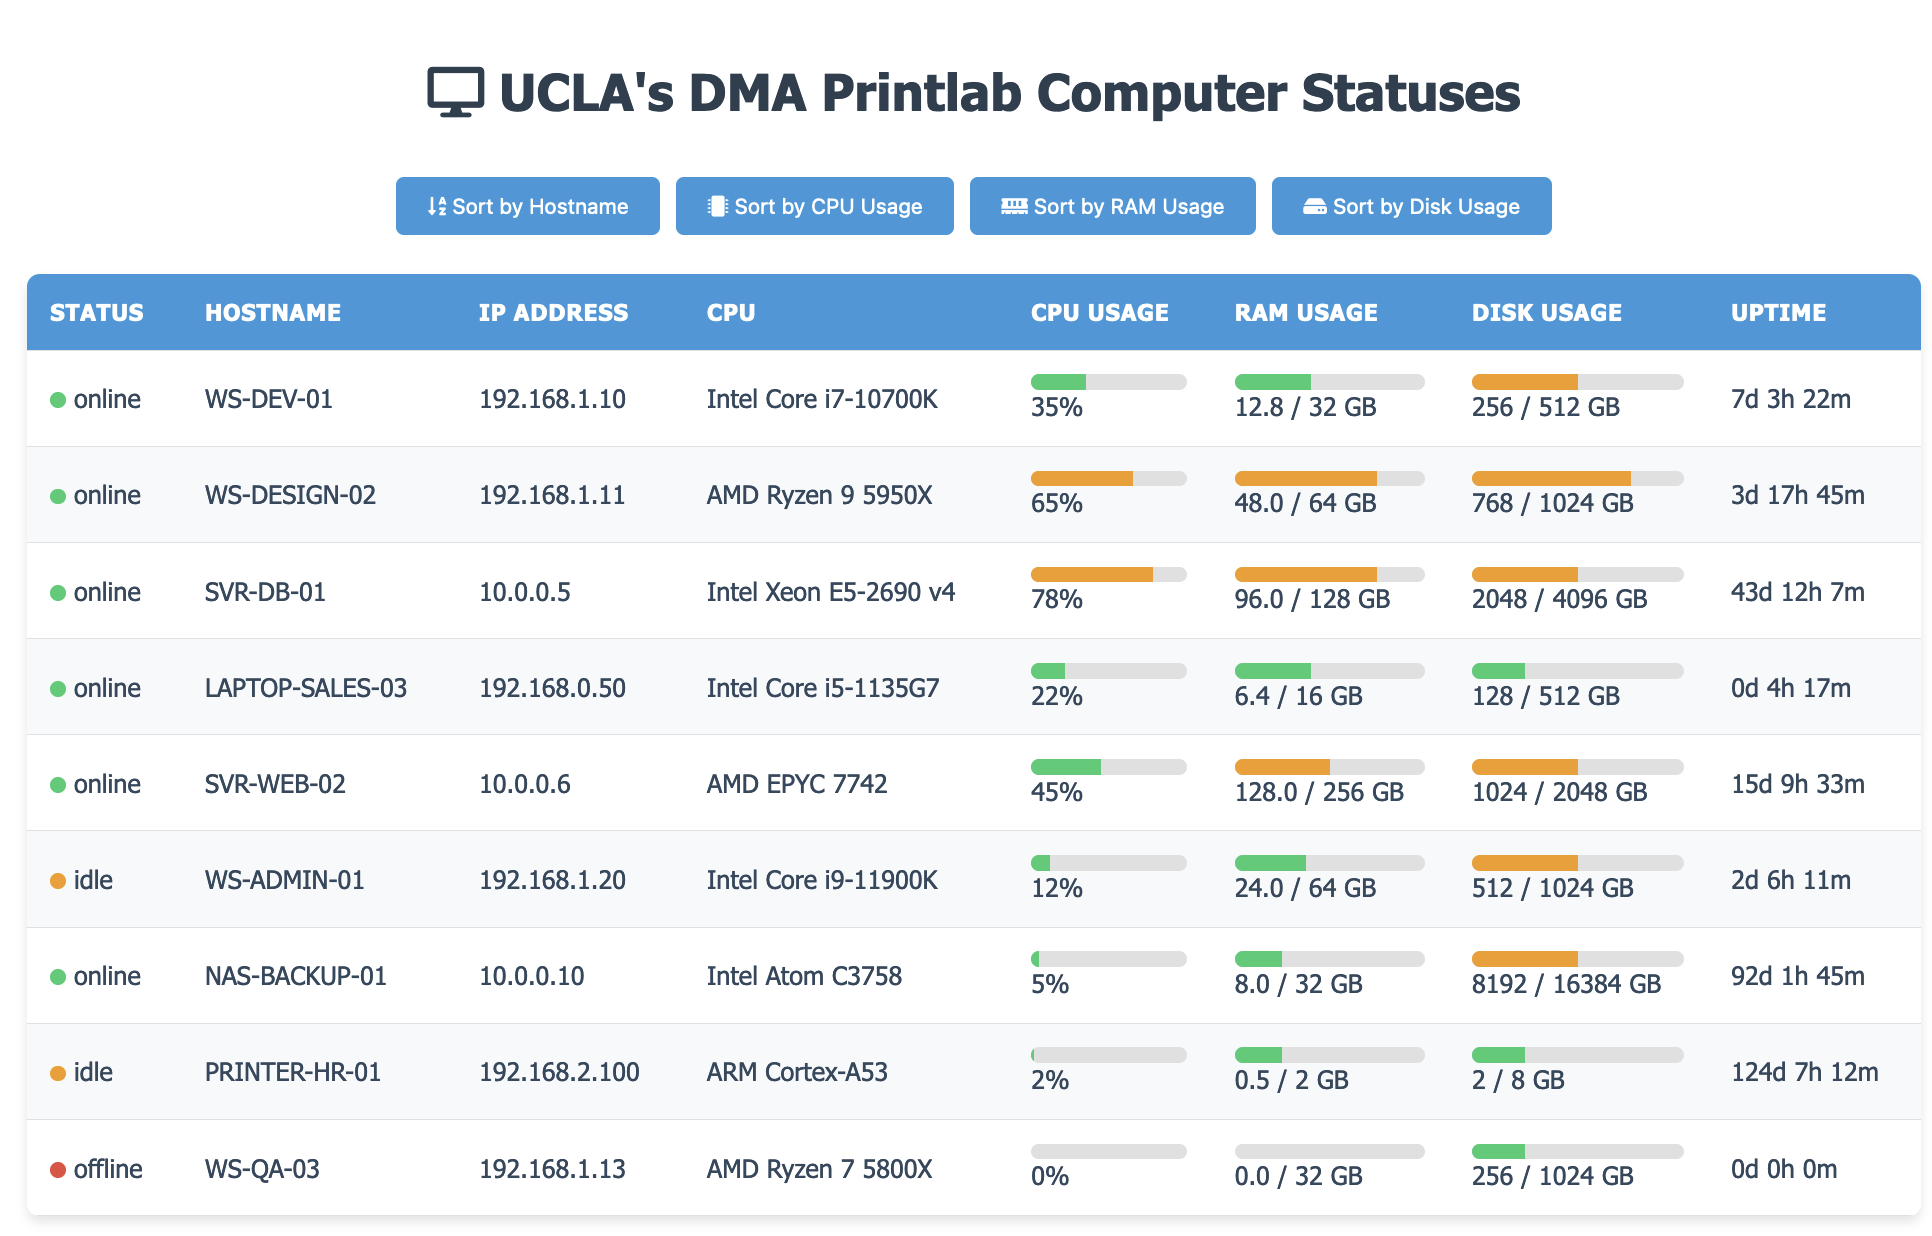 UCLA's DMA Printlab Computer Statuses
Sort by Hostname Sort by CPU Usage Sort by RAM Usage Sort by Disk Usage
STATUS HOSTNAME IP ADDRESS CPU CPU USAGE RAM USAGE DISK USAGE UPTIME
online WS-DEV-01 192.168.1.10 Intel Core i7-10700K 35% 12.8 / 32 GB 256 / 512 GB 7d 3h 22m
online WS-DESIGN-02 192.168.1.11 AMD Ryzen 9 5950X 65% 48.0 / 64 GB 768 / 1024 GB 3d 17h 45m
online SVR-DB-01 10.0.0.5 Intel Xeon E5-2690 v4 78% 96.0 / 128 GB 2048 / 4096 GB 43d 12h 7m
online LAPTOP-SALES-03 192.168.0.50 Intel Core i5-1135G7 22% 6.4 / 16 GB 128 / 512 GB 0d 4h 17m
online SVR-WEB-02 10.0.0.6 AMD EPYC 7742 45% 128.0 / 256 GB 1024 / 2048 GB 15d 9h 33m
idle WS-ADMIN-01 192.168.1.20 Intel Core i9-11900K 12% 24.0 / 64 GB 512 / 1024 GB 2d 6h 11m
online NAS-BACKUP-01 10.0.0.10 Intel Atom C3758 5% 8.0 / 32 GB 8192 / 16384 GB 92d 1h 45m
idle PRINTER-HR-01 192.168.2.100 ARM Cortex-A53 2% 0.5 / 2 GB 2 / 8 GB 124d 7h 12m
offline WS-QA-03 192.168.1.13 AMD Ryzen 7 5800X 0% 0.0 / 32 GB 256 / 1024 GB 0d 0h 0m